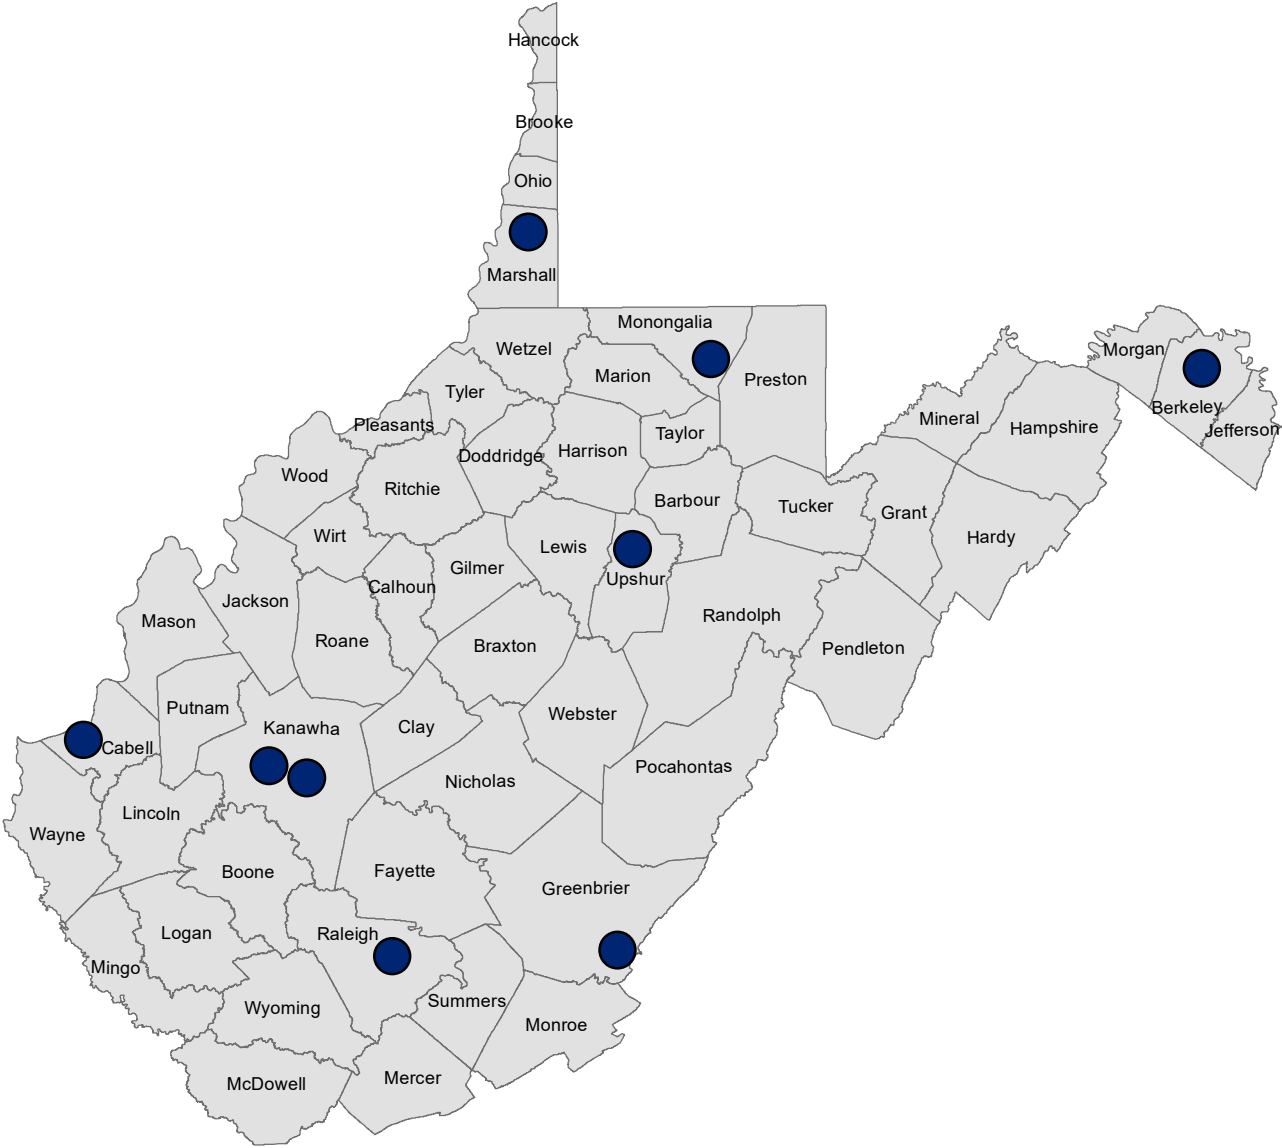 Hancock
Brooke
Ohio
Marshall
Monongalia
Wetzel
Morgan
Marion
Preston
Tyler
Berkeley
Mineral
Pleasants
Hampshire
Jefferson
Taylor
Harrison
Doddridge
Wood
Ritchie
Barbour
Tucker
Grant
Wirt
Hardy
Lewis
Gilmer
Upshur
Calhoun
Jackson
Randolph
Mason
Roane
Braxton
Pendleton
Putnam
Webster
Clay
Kanawha
Cabell
Pocahontas
Nicholas
Lincoln
Wayne
Fayette
Boone
Greenbrier
Logan
Raleigh
Mingo
Summers
Wyoming
Monroe
Mercer
McDowell